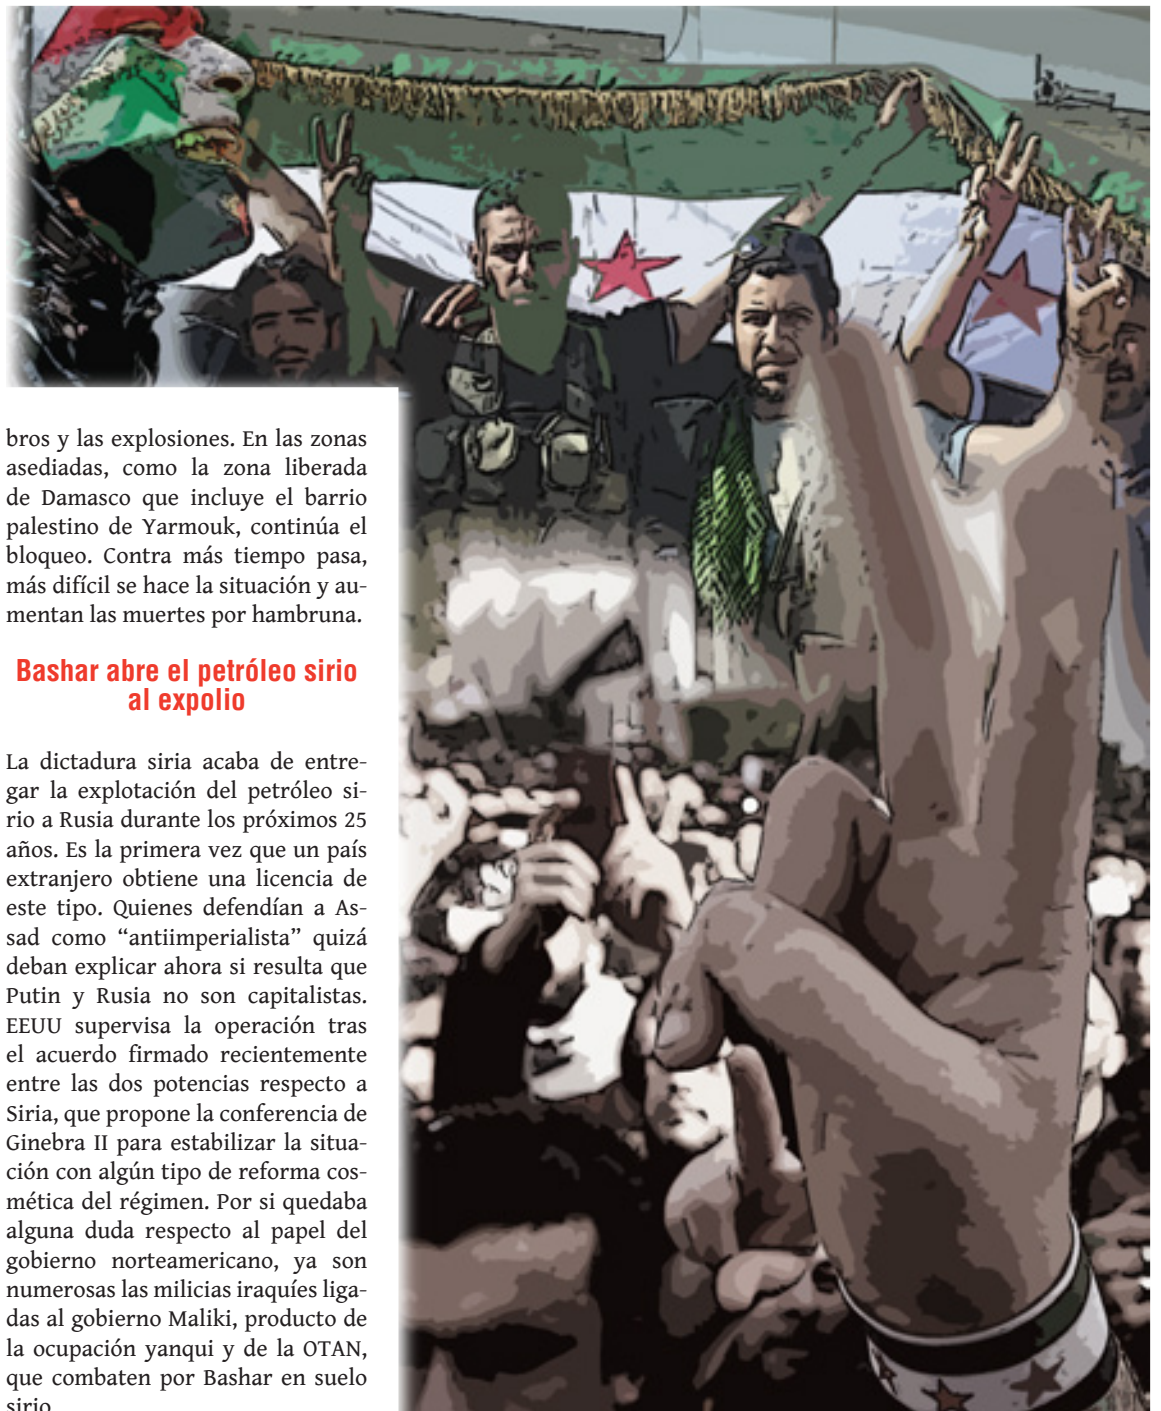 bros y las explosiones. En las zonas
asediadas, como la zona liberada
de Damasco que incluye el barrio
palestino de Yarmouk, continúa el
bloqueo. Contra más tiempo pasa,
más difícil se hace la situación y au-
mentan las muertes por hambruna.
Bashar abre el petróleo sirio
al expolio
La dictadura siria acaba de entre-
gar la explotación del petróleo si-
rio a Rusia durante los próximos 25
años. Es la primera vez que un país
extranjero obtiene una licencia de
este tipo. Quienes defendían a As-
sad como “antiimperialista” quizá
deban explicar ahora si resulta que
Putin y Rusia no son capitalistas.
EEUU supervisa la operación tras
el acuerdo firmado recientemente
entre las dos potencias respecto a
Siria, que propone la conferencia de
Ginebra II para estabilizar la situa-
ción con algún tipo de reforma cos-
mética del régimen. Por si quedaba
alguna duda respecto al papel del
gobierno norteamericano, ya son
numerosas las milicias iraquíes liga-
das al gobierno Maliki, producto de
la ocupación yanqui y de la OTAN,
que combaten por Bashar en suelo
sirio.